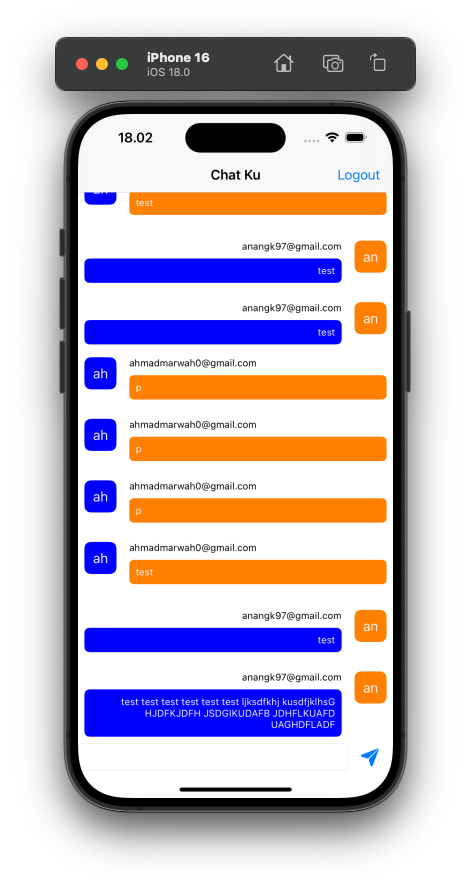 iPhone 16
iOS 18.0
18.02
Chat Ku
Logout
ah
test
anangk97@gmail.com
an
test
anangk97@gmail.com
an
test
ah
ahmadmarwah0@gmail.com
p
ah
ahmadmarwah0@gmail.com
p
ah
ahmadmarwah0@gmail.com
p
ah
ahmadmarwah0@gmail.com
test
anangk97@gmail.com
an
test
anangk97@gmail.com
an
test test test test test test ljksdfkhj kusdfjklhsG
HJDFKJDFH JSDGIKUDAFB JDHFLKUAFD
UAGHDFLADF